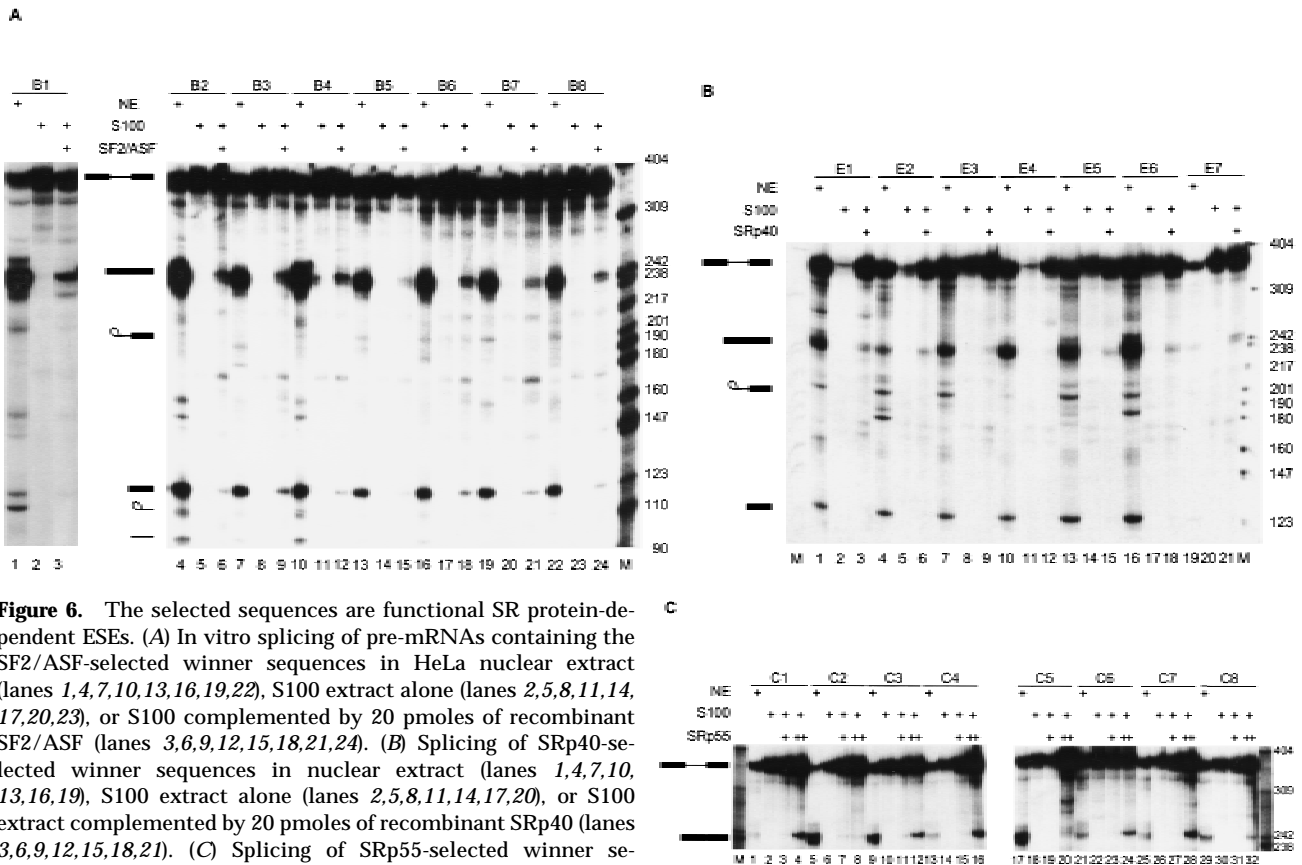 A
B1
NE
+
S100
+ +
SF2/ASF
+
B2 B3 B4 B5 B6 B7 B8
+ + + + + + +
+ + + + + + + + + + + + + +
+ + + + + + +
404
309
242
238
217
201
190
180
160
147
123
110
90
1 2 3
4 5 6 7 8 9 10 11 12 13 14 15 16 17 18 19 20 21 22 23 24 M
B
E1 E2 E3 E4 E5 E6 E7
NE + + + + + + +
S100 + + + + + + + + + + + + + +
SRp40 + + + + + + +
404
309
242
238
217
201
190
180
160
147
123
M 1 2 3 4 5 6 7 8 9 10 11 12 13 14 15 16 17 18 19 20 21 M
Figure 6. The selected sequences are functional SR protein-de-
pendent ESEs. (A) In vitro splicing of pre-mRNAs containing the
SF2/ASF-selected winner sequences in HeLa nuclear extract
(lanes 1,4,7,10,13,16,19,22), S100 extract alone (lanes 2,5,8,11,14,
17,20,23), or S100 complemented by 20 pmoles of recombinant
SF2/ASF (lanes 3,6,9,12,15,18,21,24). (B) Splicing of SRp40-se-
lected winner sequences in nuclear extract (lanes 1,4,7,10,
13,16,19), S100 extract alone (lanes 2,5,8,11,14,17,20), or S100
extract complemented by 20 pmoles of recombinant SRp40 (lanes
3,6,9,12,15,18,21). (C) Splicing of SRp55-selected winner se-
C
C1 C2 C3 C4 C5 C6 C7 C8
NE + + + + + + + +
S100 + + + + + + + + + + + + + + + + + + + + + + + +
SRp55 + ++ + ++ + ++ + ++ + ++ + ++ + ++ + ++
404
309
242
238
M 1 2 3 4 5 6 7 8 9 10 11 12 13 14 15 16 17 18 19 20 21 22 23 24 25 26 27 28 29 30 31 32